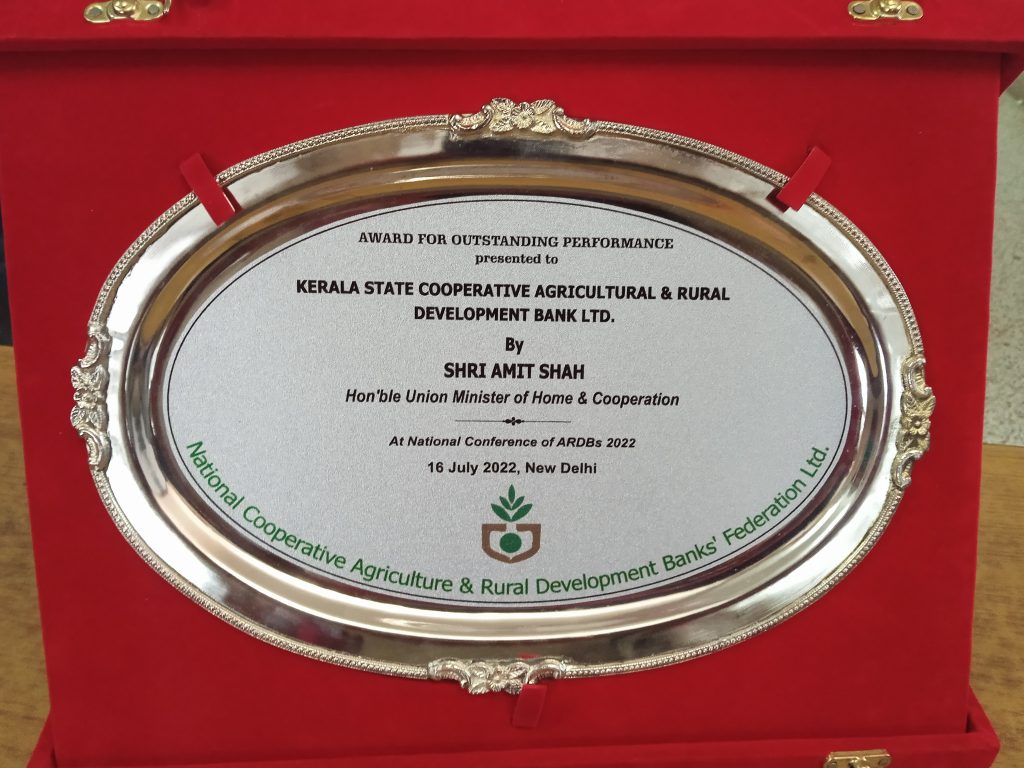 AWARD FOR OUTSTANDING PERFORMANCE
presented to
KERALA STATE COOPERATIVE AGRICULTURAL & RURAL
DEVELOPMENT BANK LTD.
By
SHRI AMIT SHAH
Hon'ble Union Minister of Home & Cooperation
At National Conference of ARDBs 2022
16 July 2022, New Delhi
National Cooperative Agriculture & Rural Development Banks' Federation Ltd.